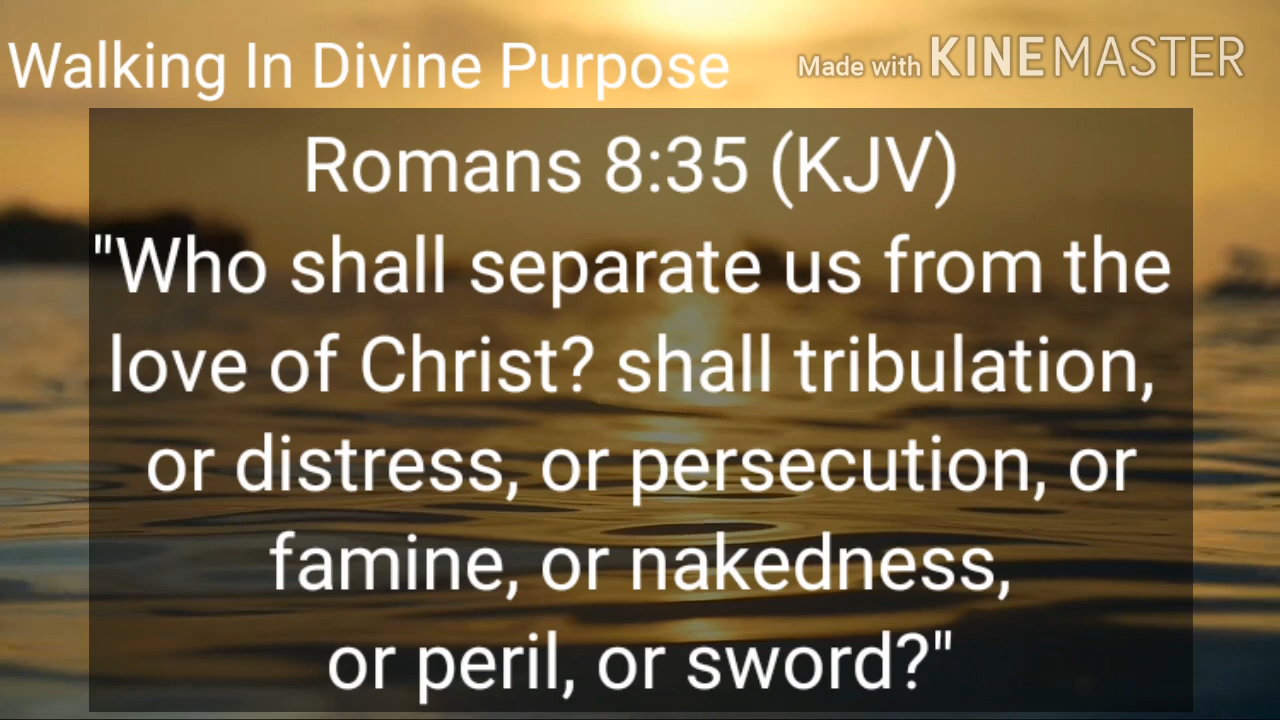 Walking In Divine Purpose
Made with KINEMASTER
Romans 8:35 (KJV)
"Who shall separate us from the
love of Christ? shall tribulation,
or distress, or persecution, or
famine, or nakedness,
or peril, or sword?"